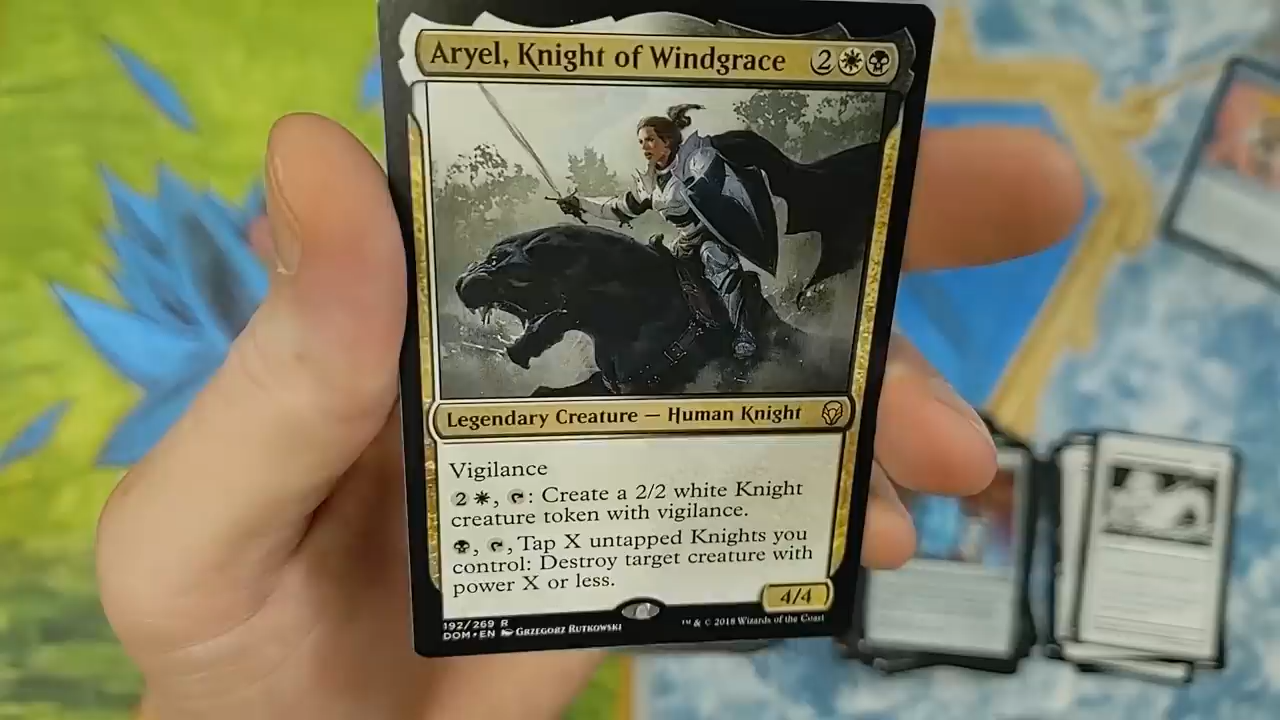 Aryel, Knight of Windgrace 2
Legendary Creature — Human Knight
Vigilance
2 , : Create a 2/2 white Knight
creature token with vigilance.
, , Tap X untapped Knights you
control: Destroy target creature with
power X or less.
4/4
192/269 R
DOM • EN Grzegorz Rutkowski
™ & © 2018 Wizards of the Coast